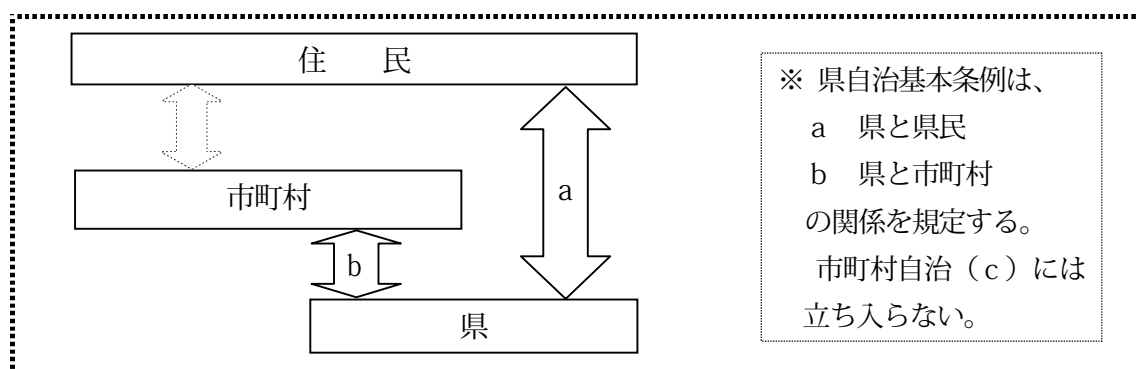 住　民
市町村
a
b
県
※ 県自治基本条例は、
a　県と県民
b　県と市町村
の関係を規定する。
市町村自治（c）には
立ち入らない。